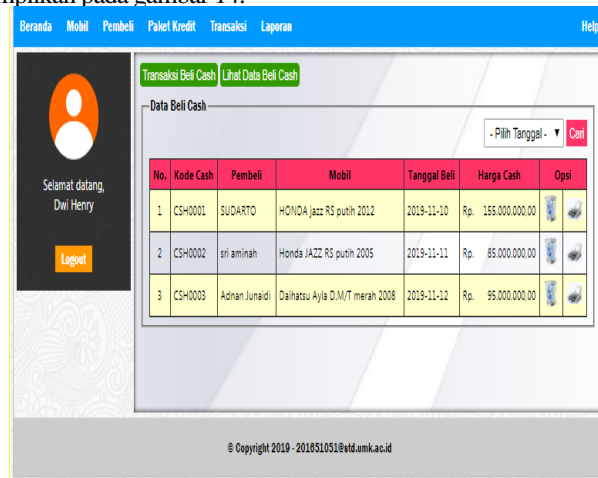 mplikan pada gambar 14.
Beranda Mobil Pembeli Paket Kredit Transaksi Laporan Help
Transaksi Beli Cash Lihat Data Beli Cash
Data Beli Cash
- Pilih Tanggal - Cari
Selamat datang,
Dwi Henry
Logout
No. Kode Cash Pembeli Mobil Tanggal Beli Harga Cash Opsi
1 CSH0001 SUDARTO HONDA jazz RS putih 2012 2019-11-10 Rp. 155.000.000,00
2 CSH0002 sri aminah Honda JAZZ RS putih 2005 2019-11-11 Rp. 85.000.000,00
3 CSH0003 Adnan Junaidi Daihatsu Ayla D.M/T merah 2008 2019-11-12 Rp. 95.000.000,00
© Copyright 2019 - 201651051@std.umk.ac.id